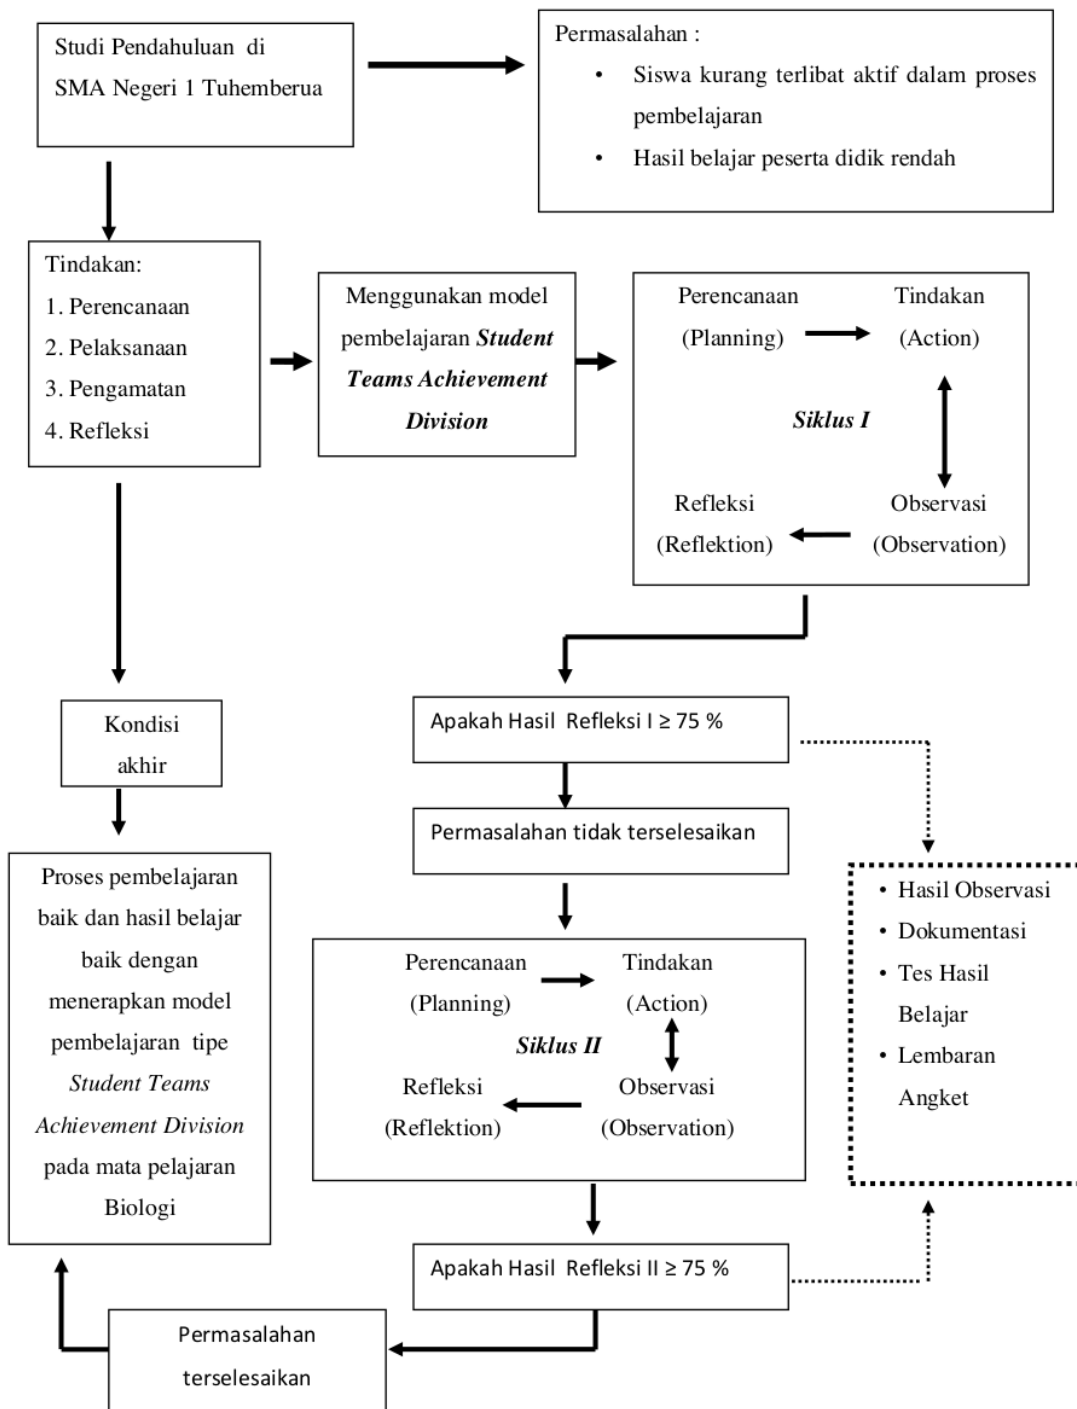 Studi Pendahuluan di
SMA Negeri 1 Tuhemberua
Permasalahan :
• Siswa kurang terlibat aktif dalam proses
pembelajaran
• Hasil belajar peserta didik rendah
Tindakan:
1. Perencanaan
2. Pelaksanaan
3. Pengamatan
4. Refleksi
Menggunakan model
pembelajaran Student
Teams Achievement
Division
Perencanaan
(Planning)
Tindakan
(Action)
Siklus I
Refleksi
(Reflektion)
Observasi
(Observation)
Apakah Hasil Refleksi I ≥ 75 %
Permasalahan tidak terselesaikan
Perencanaan
(Planning)
Tindakan
(Action)
Siklus II
Refleksi
(Reflektion)
Observasi
(Observation)
Apakah Hasil Refleksi II ≥ 75 %
• Hasil Observasi
• Dokumentasi
• Tes Hasil
Belajar
• Lembaran
Angket
Permasalahan
terselesaikan
Kondisi
akhir
Proses pembelajaran
baik dan hasil belajar
baik dengan
menerapkan model
pembelajaran tipe
Student Teams
Achievement Division
pada mata pelajaran
Biologi